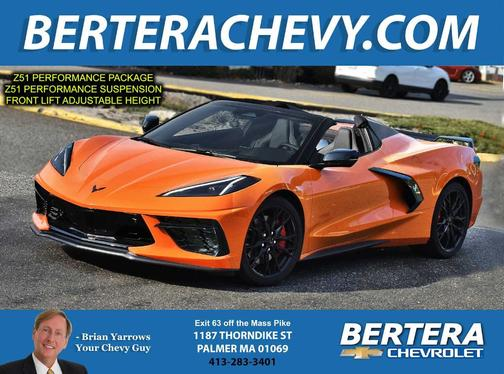 BERTERACHEVY.COM
Z51 PERFORMANCE PACKAGE
Z51 PERFORMANCE SUSPENSION
FRONT LIFT ADJUSTABLE HEIGHT
- Brian Yarrows
Your Chevy Guy
Exit 63 off the Mass Pike
1187 THORNDIKE ST
PALMER MA 01069
413-283-3401
BERTERA
CHEVROLET